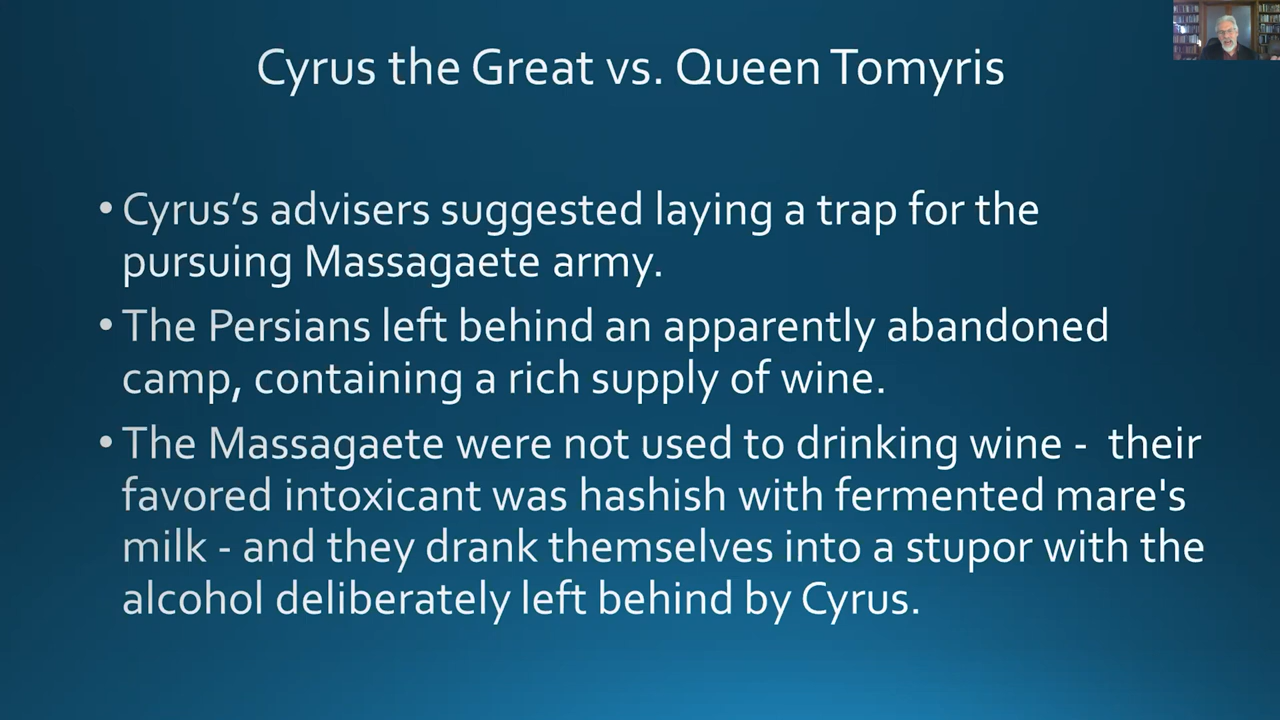 Cyrus the Great vs. Queen Tomyris
• Cyrus’s advisers suggested laying a trap for the
pursuing Massagaete army.
• The Persians left behind an apparently abandoned
camp, containing a rich supply of wine.
• The Massagaete were not used to drinking wine - their
favored intoxicant was hashish with fermented mare's
milk - and they drank themselves into a stupor with the
alcohol deliberately left behind by Cyrus.